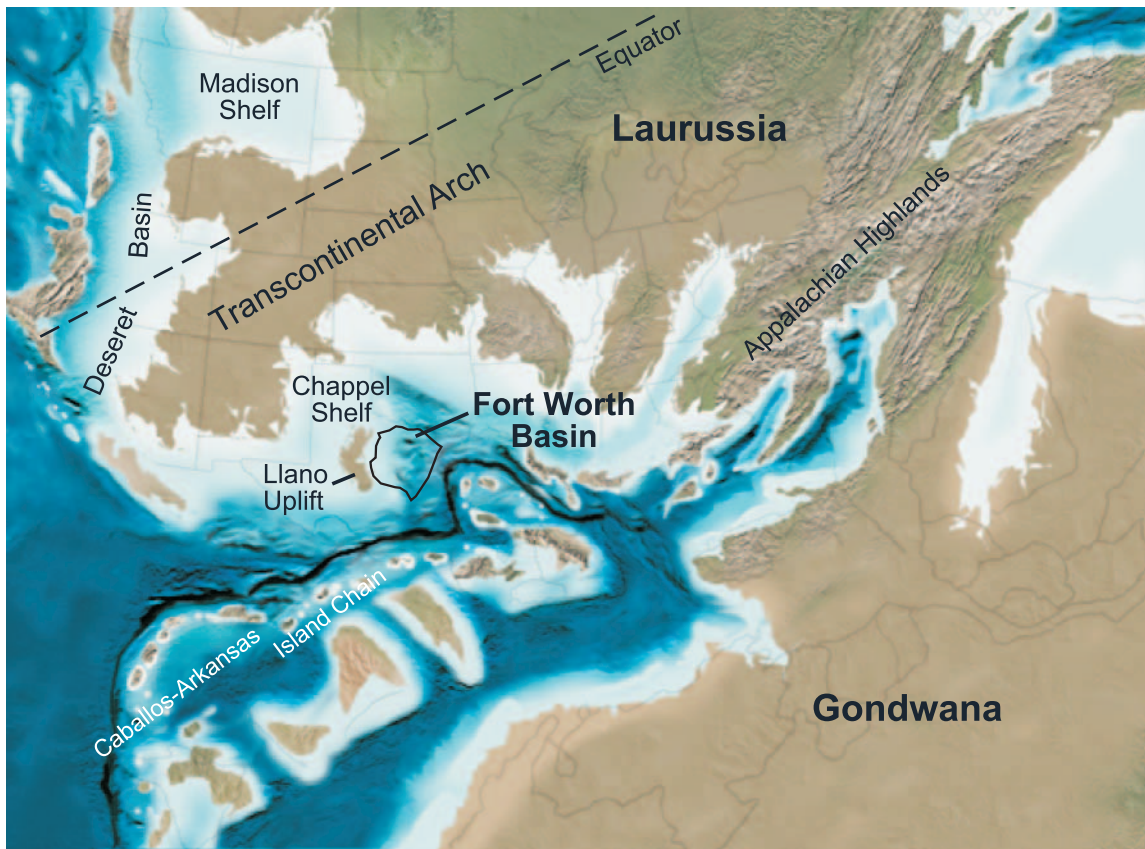 Madison
Shelf
Equator
Laurussia
Transcontinental Arch
Appalachian Highlands
Deseret Basin
Chappel
Shelf
Fort Worth
Basin
Llano
Uplift
Caballos-Arkansas Island Chain
Gondwana